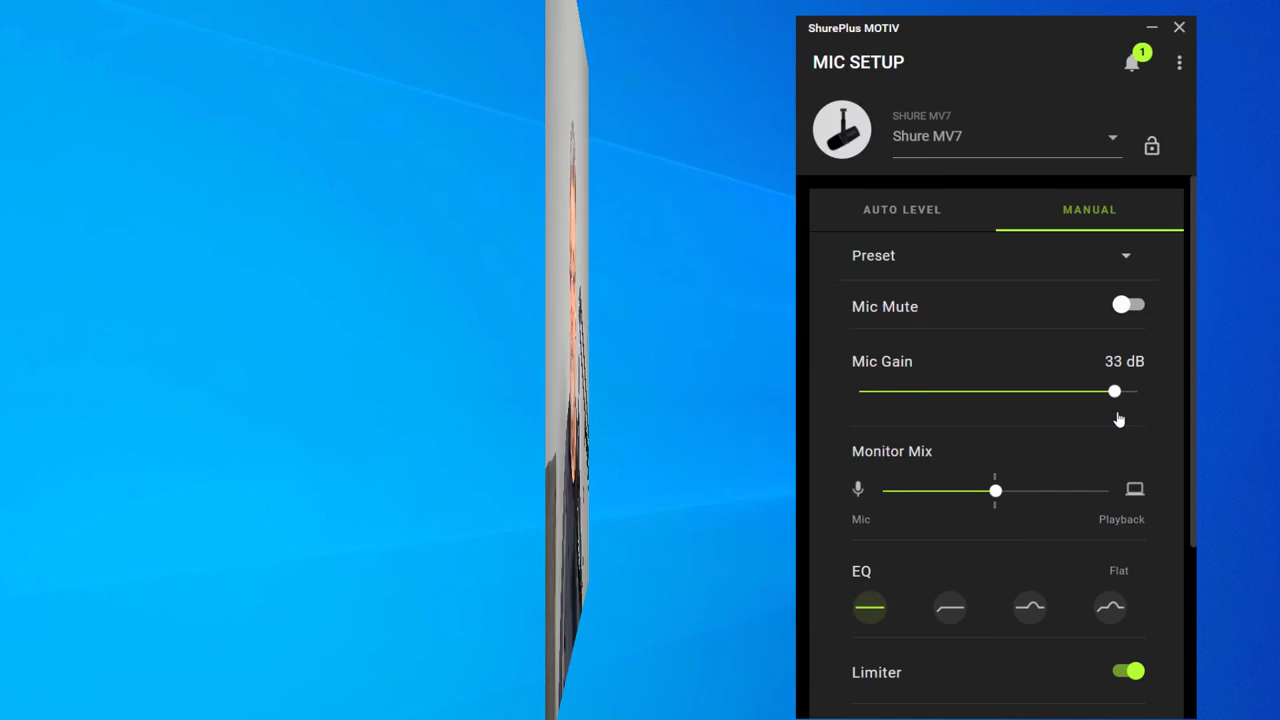 ShurePlus MOTIV
MIC SETUP
1
SHURE MV7
Shure MV7
AUTO LEVEL
MANUAL
Preset
Mic Mute
Mic Gain
33 dB
Monitor Mix
Mic
Playback
EQ
Flat
Limiter